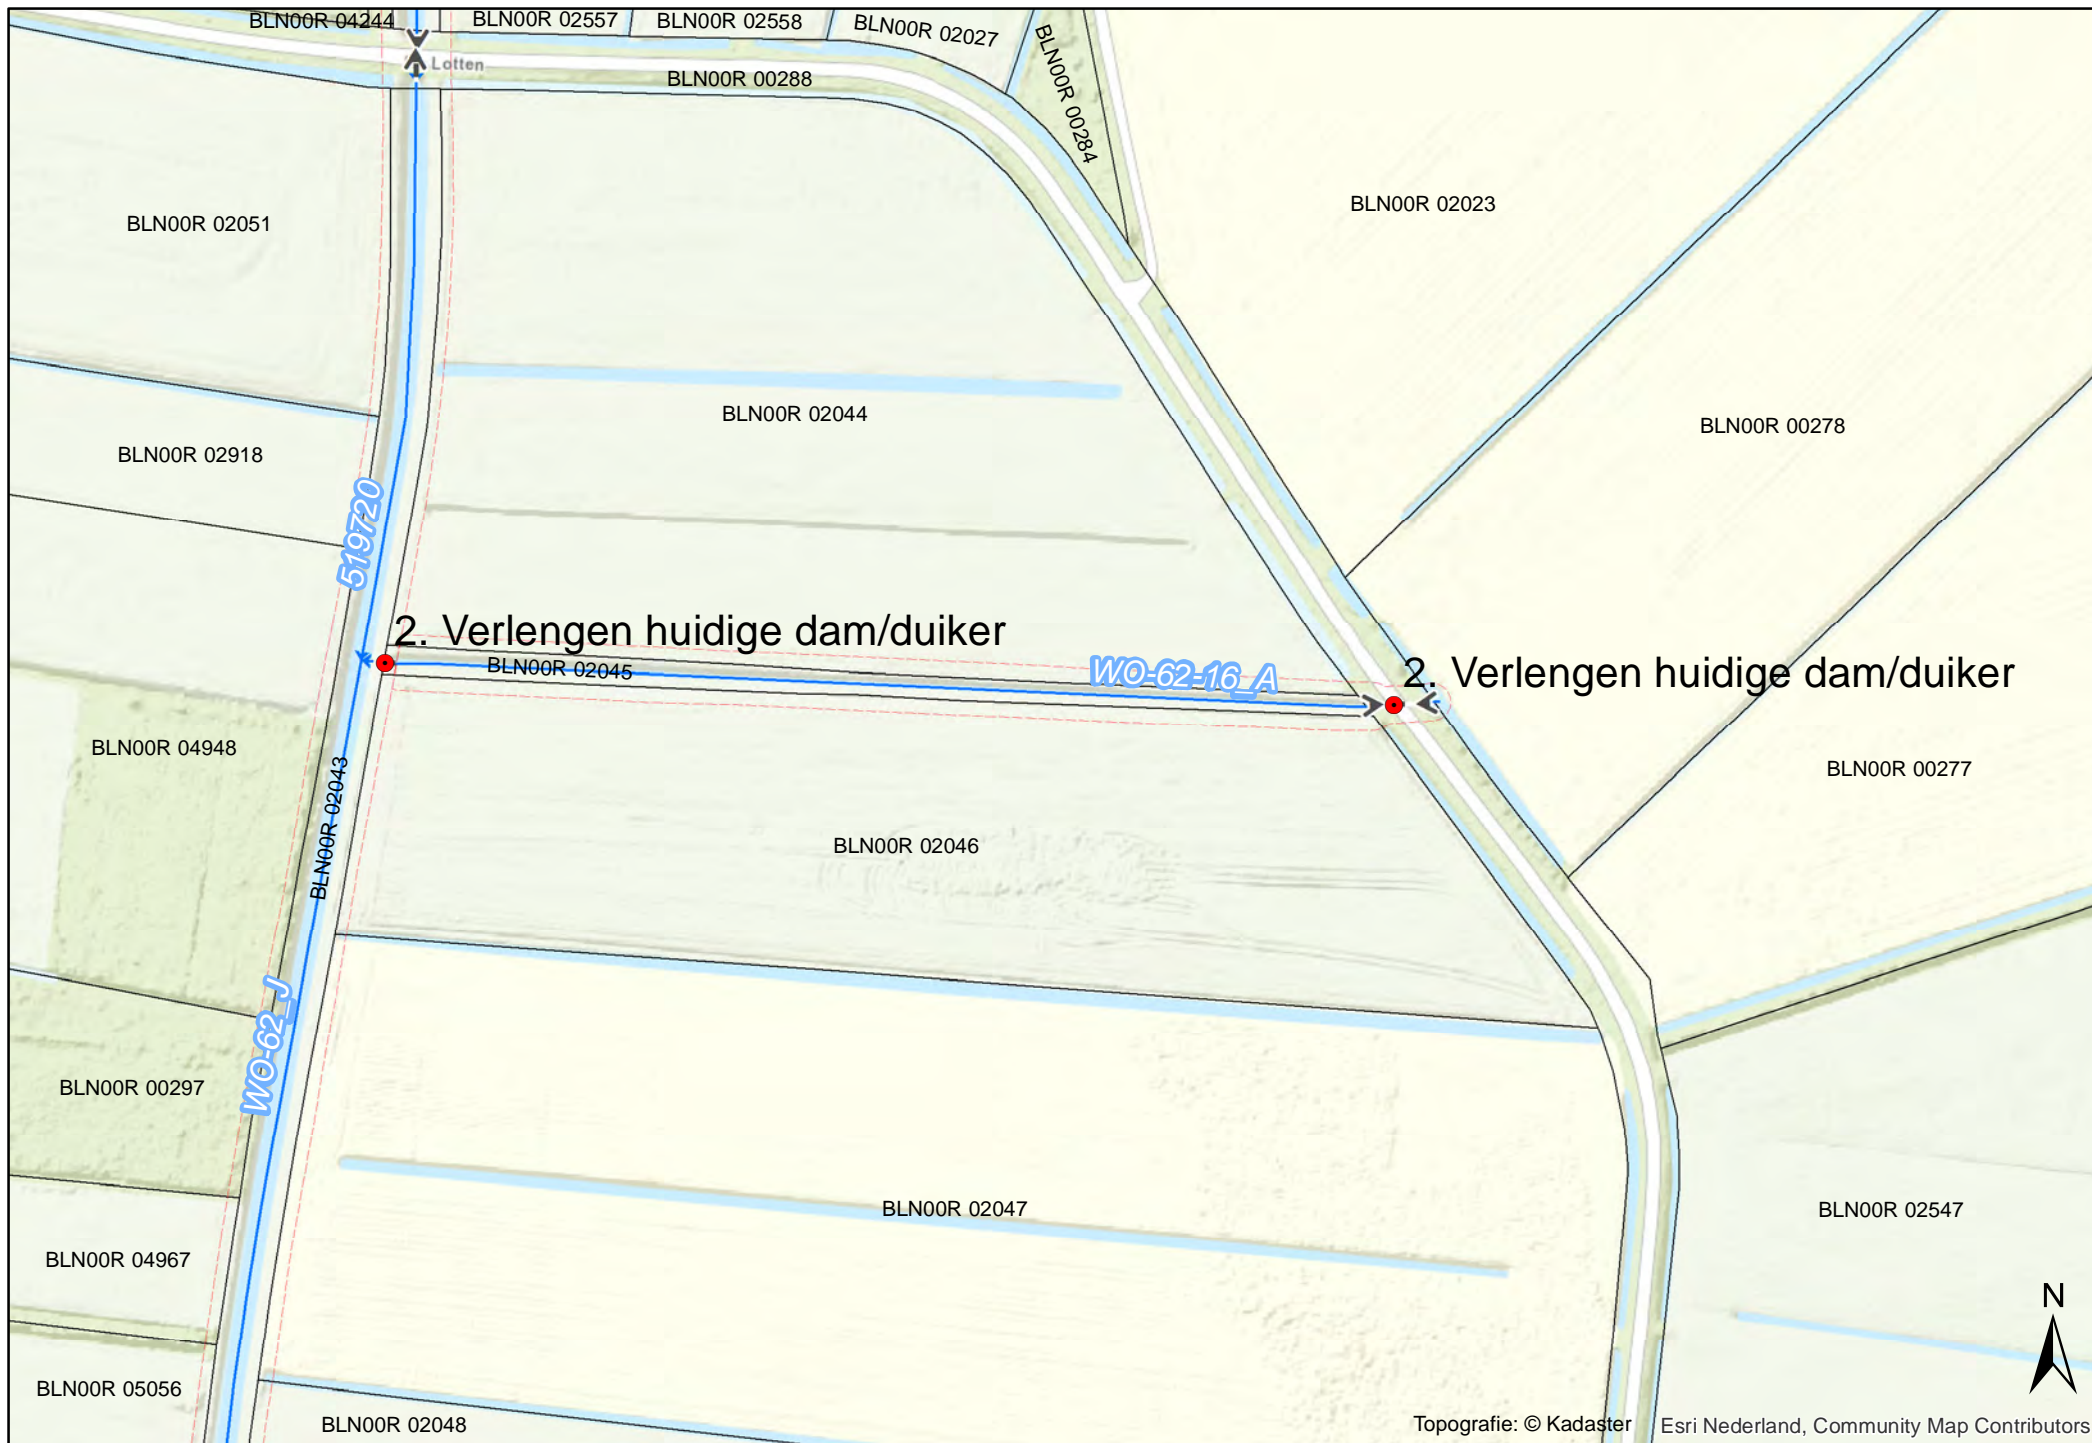 BLN00R 04244
BLN00R 02557
BLN00R 02558
BLN00R 02027
BLN00R 00284
Lotten
BLN00R 00288
BLN00R 02051
BLN00R 02023
BLN00R 02044
BLN00R 00278
BLN00R 02918
519720
2. Verlengen huidige dam/duiker
BLN00R 02045
WO-62-16_A
2. Verlengen huidige dam/duiker
BLN00R 04948
BLN00R 02043
BLN00R 00277
BLN00R 02046
WO-62_J
BLN00R 00297
BLN00R 02047
BLN00R 02547
BLN00R 04967
N
BLN00R 05056
BLN00R 02048
Topografie: © Kadaster
Esri Nederland, Community Map Contributors